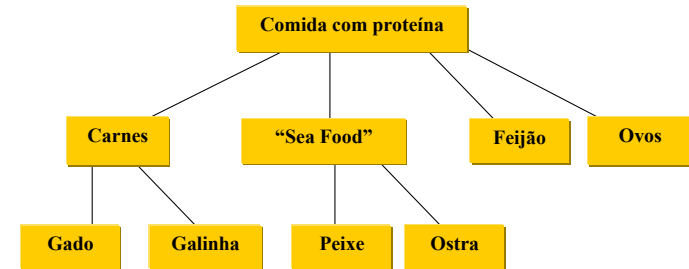 Comida com proteína
Carnes
“Sea Food”
Feijão
Ovos
Gado
Galinha
Peixe
Ostra